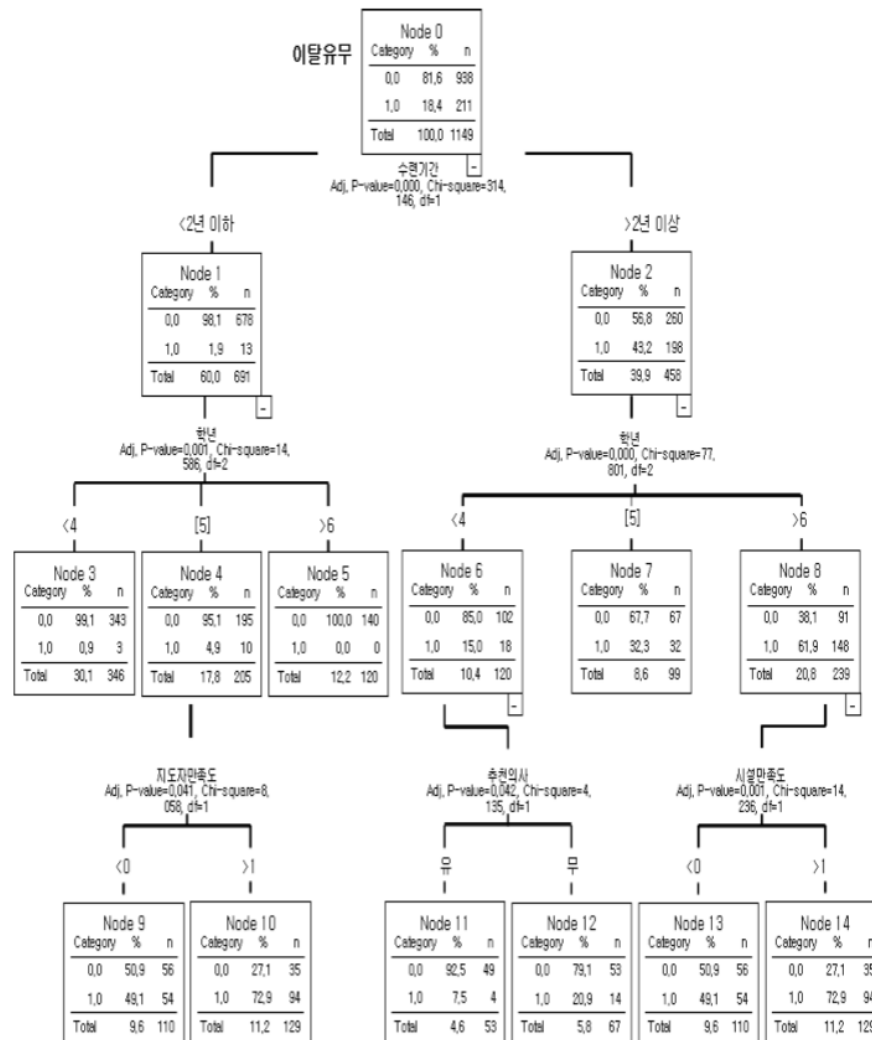 이탈유무
Node 0
Category % n
0,0 81,6 938
1,0 18,4 211
Total 100,0 1149
-
수련기간
Adj, P-value=0,000, Chi-square=314,
146, df=1
<2년 이하
>2년 이상
Node 1
Category % n
0,0 98,1 678
1,0 1,9 13
Total 60,0 691
-
Node 2
Category % n
0,0 56,8 260
1,0 43,2 198
Total 39,9 458
-
학년
Adj, P-value=0,001, Chi-square=14,
586, df=2
학년
Adj, P-value=0,000, Chi-square=77,
801, df=2
<4
[5]
>6
<4
[5]
>6
Node 3
Category % n
0,0 99,1 343
1,0 0,9 3
Total 30,1 346
Node 4
Category % n
0,0 95,1 195
1,0 4,9 10
Total 17,8 205
Node 5
Category % n
0,0 100,0 140
1,0 0,0 0
Total 12,2 120
Node 6
Category % n
0,0 85,0 102
1,0 15,0 18
Total 10,4 120
-
Node 7
Category % n
0,0 67,7 67
1,0 32,3 32
Total 8,6 99
Node 8
Category % n
0,0 38,1 91
1,0 61,9 148
Total 20,8 239
-
지도자만족도
Adj, P-value=0,041, Chi-square=8,
058, df=1
추천의사
Adj, P-value=0,042, Chi-square=4,
135, df=1
시설만족도
Adj, P-value=0,001, Chi-square=14,
236, df=1
<0
>1
유
무
<0
>1
Node 9
Category % n
0,0 50,9 56
1,0 49,1 54
Total 9,6 110
Node 10
Category % n
0,0 27,1 35
1,0 72,9 94
Total 11,2 129
Node 11
Category % n
0,0 92,5 49
1,0 7,5 4
Total 4,6 53
Node 12
Category % n
0,0 79,1 53
1,0 20,9 14
Total 5,8 67
Node 13
Category % n
0,0 50,9 56
1,0 49,1 54
Total 9,6 110
Node 14
Category % n
0,0 27,1 35
1,0 72,9 94
Total 11,2 129